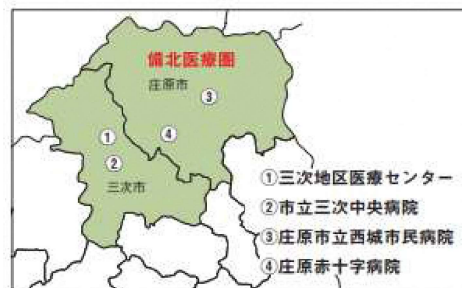 備北医療圏
庄原市
③
①
④
②
三次市
①三次地区医療センター
②市立三次中央病院
③庄原市立西城市民病院
④庄原赤十字病院